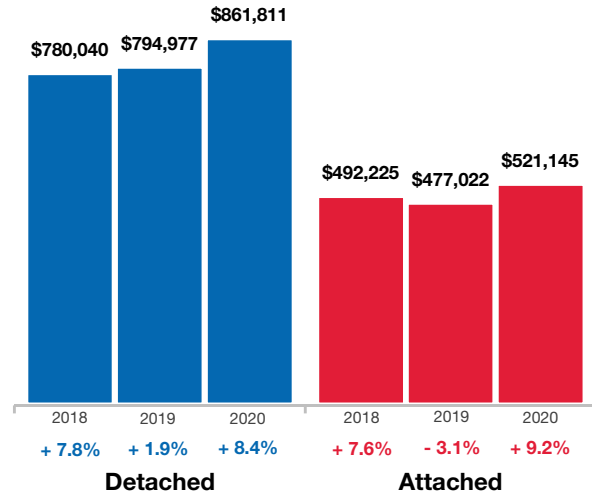 $780,040 $794,977 $861,811
$492,225 $477,022 $521,145
2018 2019 2020 2018 2019 2020
+ 7.8% + 1.9% + 8.4% + 7.6% - 3.1% + 9.2%
Detached Attached